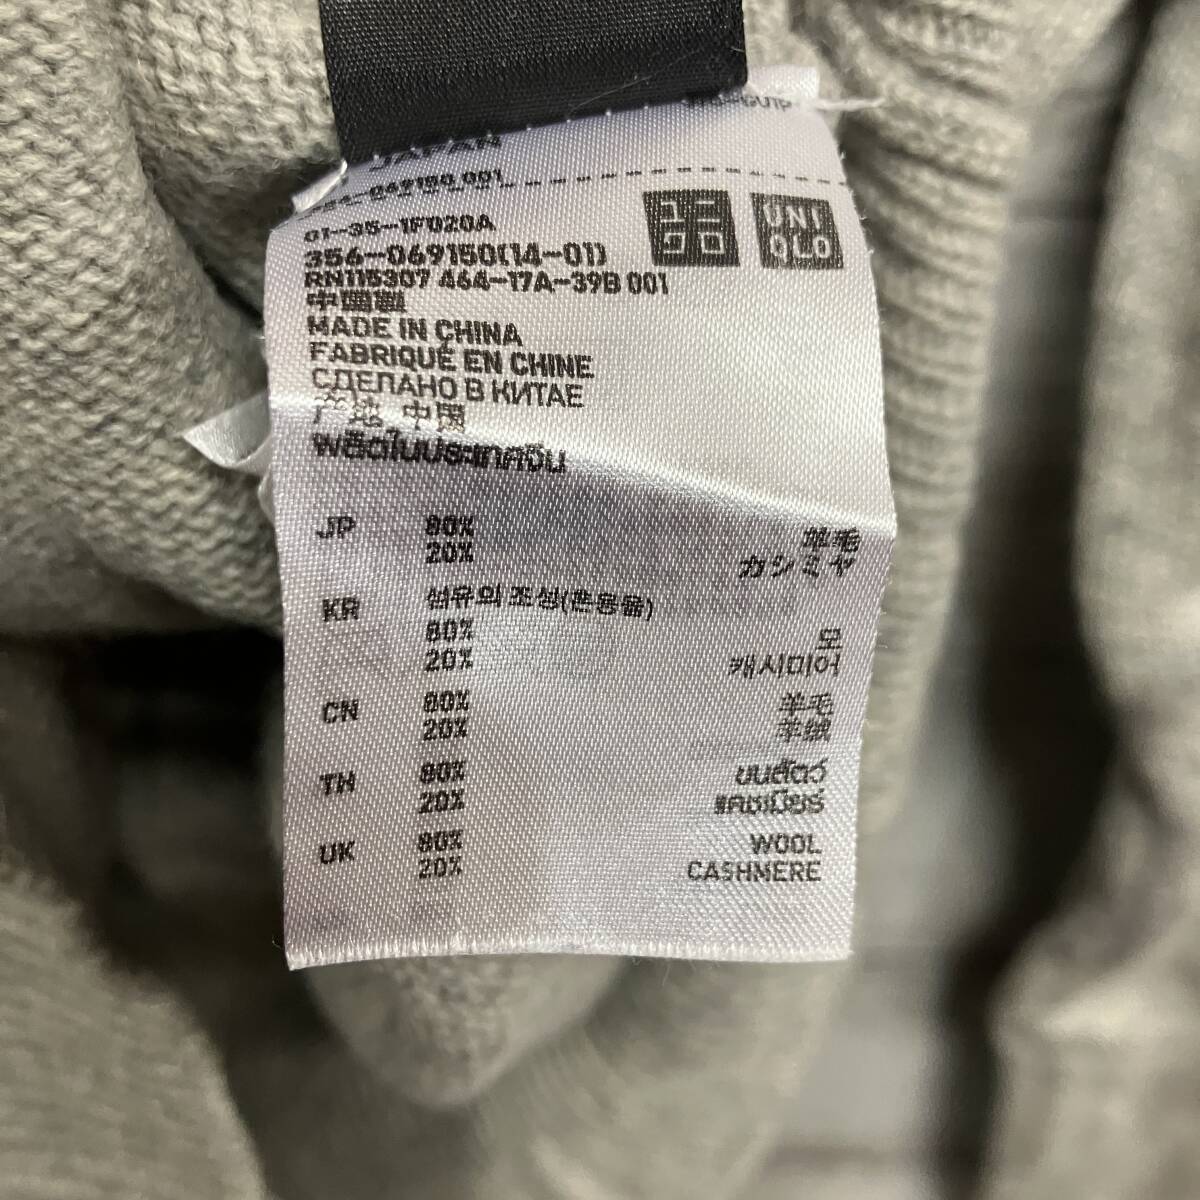 JAPAN
069150 001
01-35-1F020A
356-069150(14-01)
RN115307 464-17A-39B 001
ユニクロ
UNIQLO
中国製
MADE IN CHINA
FABRIQUÉ EN CHINE
СДЕЛАНО В КИТАЕ
产地 中国
ผลิตในประเทศจีน
JP 80% 羊毛
20% カシミヤ
KR 섬유의 조성(혼용율)
80% 모
20% 캐시미어
CN 80% 羊毛
20% 羊绒
TH 80% ขนสัตว์
20% แคชเมียร์
UK 80% WOOL
20% CASHMERE